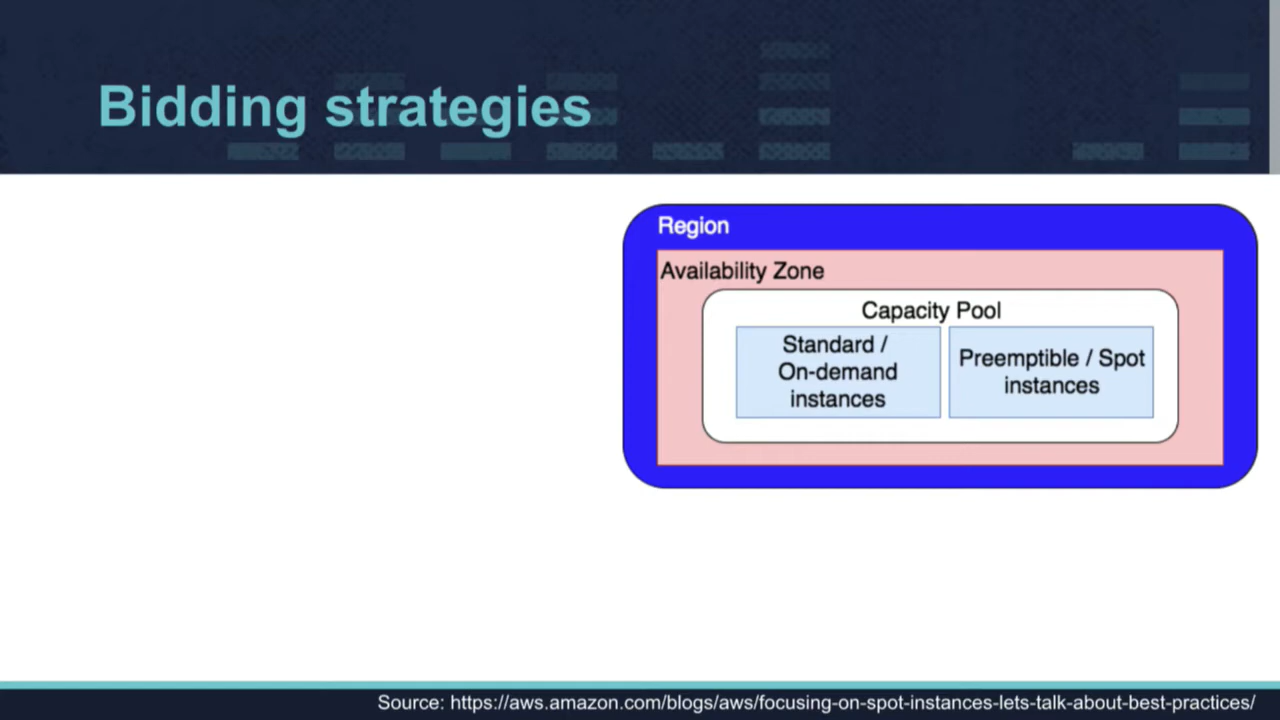 Bidding strategies
Region
Availability Zone
Capacity Pool
Standard /
On-demand
instances
Preemptible / Spot
instances
Source: https://aws.amazon.com/blogs/aws/focusing-on-spot-instances-lets-talk-about-best-practices/